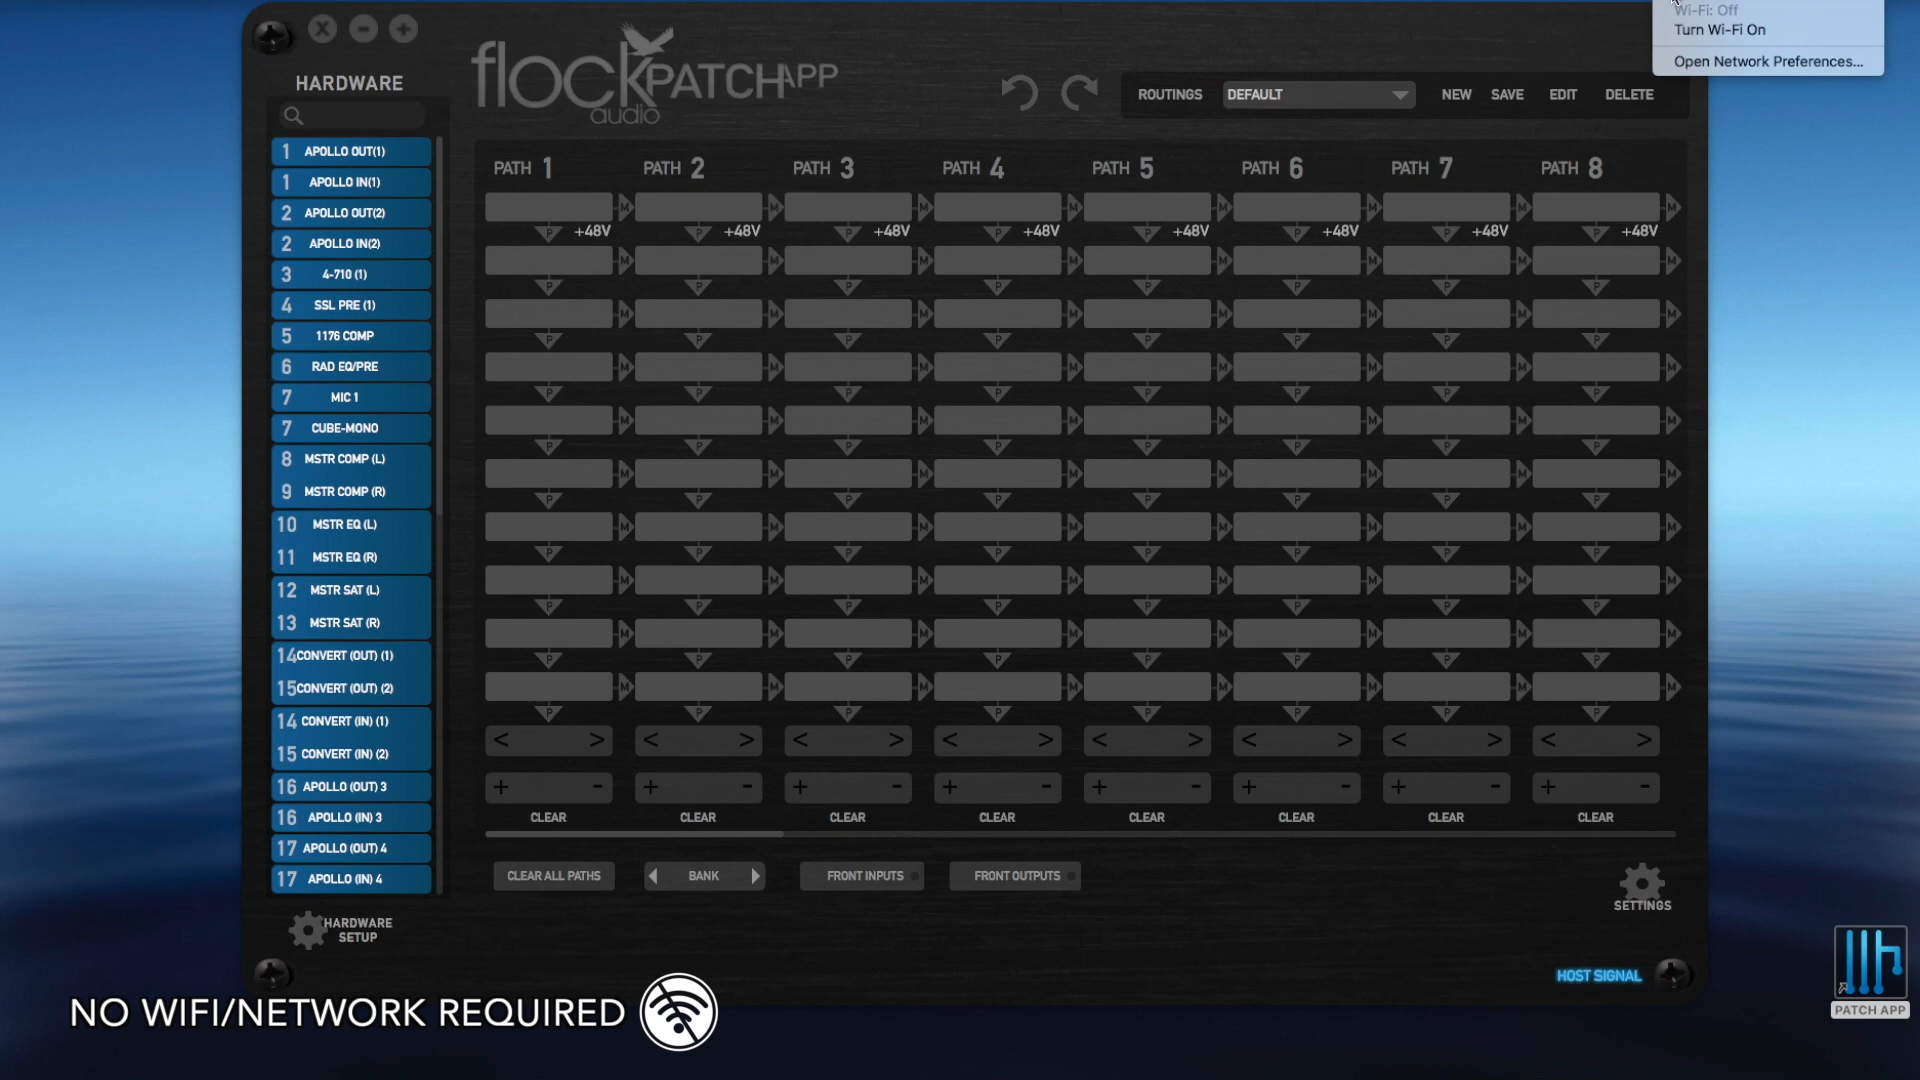 Wi-Fi: Off
Turn Wi-Fi On
Open Network Preferences...
X - +
flock PATCH APP
audio
HARDWARE
ROUTINGS DEFAULT NEW SAVE EDIT DELETE
1 APOLLO OUT(1)
1 APOLLO IN(1)
2 APOLLO OUT(2)
2 APOLLO IN(2)
3 4-710 (1)
4 SSL PRE (1)
5 1176 COMP
6 RAD EQ/PRE
7 MIC 1
7 CUBE-MONO
8 MSTR COMP (L)
9 MSTR COMP (R)
10 MSTR EQ (L)
11 MSTR EQ (R)
12 MSTR SAT (L)
13 MSTR SAT (R)
14 CONVERT (OUT) (1)
15 CONVERT (OUT) (2)
14 CONVERT (IN) (1)
15 CONVERT (IN) (2)
16 APOLLO (OUT) 3
16 APOLLO (IN) 3
17 APOLLO (OUT) 4
17 APOLLO (IN) 4
HARDWARE
SETUP
PATH 1 PATH 2 PATH 3 PATH 4 PATH 5 PATH 6 PATH 7 PATH 8
M M M M M M M M
P +48V P +48V P +48V P +48V P +48V P +48V P +48V P +48V
M M M M M M M M
P P P P P P P P
M M M M M M M M
P P P P P P P P
M M M M M M M M
P P P P P P P P
M M M M M M M M
P P P P P P P P
M M M M M M M M
P P P P P P P P
M M M M M M M M
P P P P P P P P
M M M M M M M M
P P P P P P P P
M M M M M M M M
P P P P P P P P
M M M M M M M M
P P P P P P P P
< > < > < > < > < > < > < > < >
+ - + - + - + - + - + - + - + -
CLEAR CLEAR CLEAR CLEAR CLEAR CLEAR CLEAR CLEAR
CLEAR ALL PATHS BANK FRONT INPUTS FRONT OUTPUTS
SETTINGS
HOST SIGNAL
PATCH APP
NO WIFI/NETWORK REQUIRED